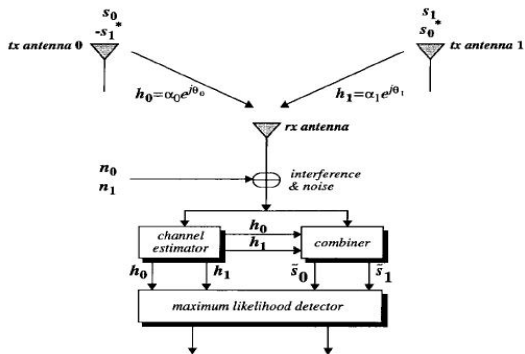 s₀ s₁
-s₁* s₀*
tx antenna 0 tx antenna 1
h₀=α₀e^{jθ₀} h₁=α₁e^{jθ₁}
rx antenna
n₀ interference
n₁ & noise
channel estimator
h₀
h₁
combiner
h₀ h₁ s̃₀ s̃₁
maximum likelihood detector